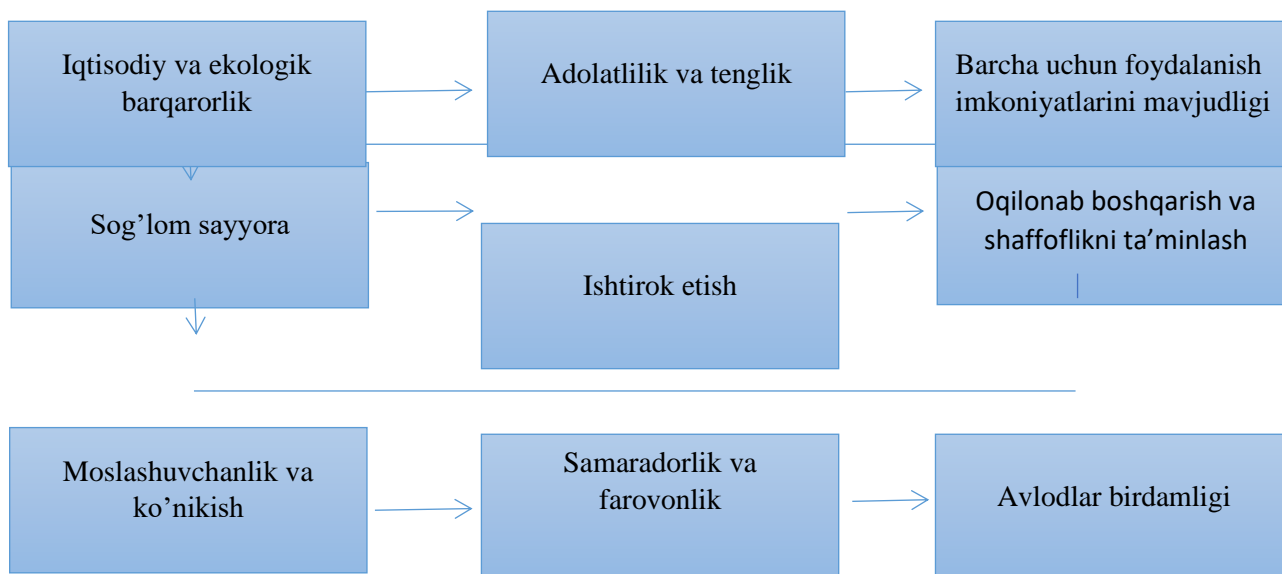 Iqtisodiy va ekologik
barqarorlik
Adolatlilik va tenglik
Barcha uchun foydalanish
imkoniyatlarini mavjudligi
Sog’lom sayyora
Ishtirok etish
Oqilonab boshqarish va
shaffoflikni ta’minlash
Moslashuvchanlik va
ko’nikish
Samaradorlik va
farovonlik
Avlodlar birdamligi